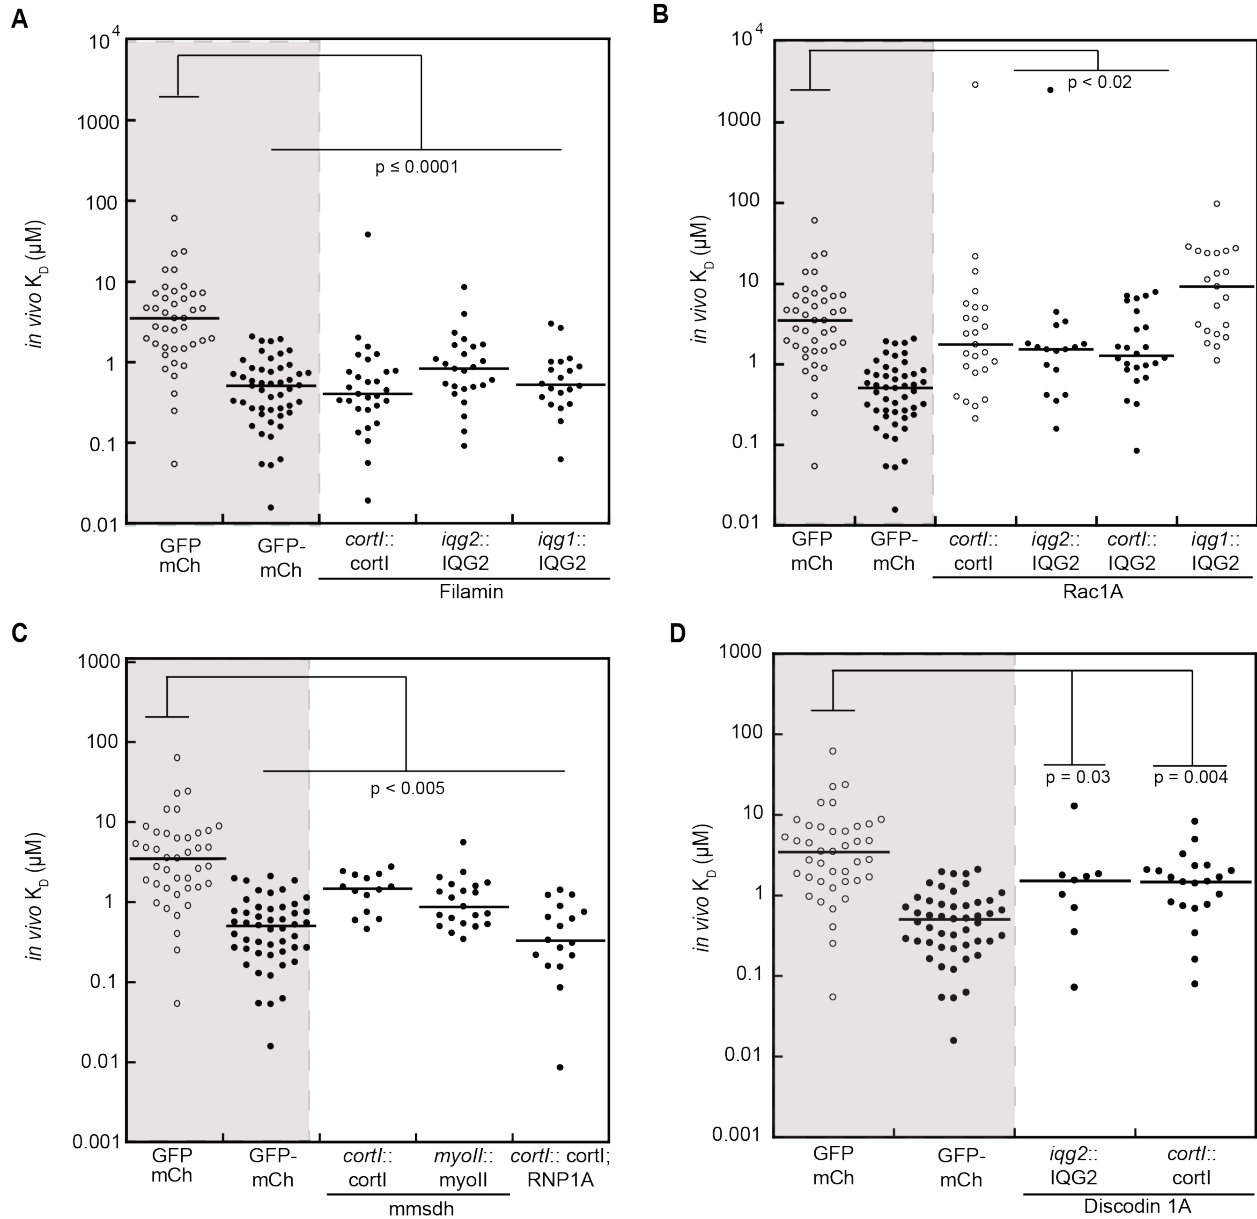 A
10⁴
1000
100
10
1
0.1
0.01
in vivo K_D (µM)
p ≤ 0.0001
GFP
mCh
GFP-
mCh
cortI::
cortI
iqg2::
IQG2
iqg1::
IQG2
Filamin
B
10⁴
1000
100
10
1
0.1
0.01
in vivo K_D (µM)
p < 0.02
GFP
mCh
GFP-
mCh
cortI::
cortI
iqg2::
IQG2
cortI::
IQG2
iqg1::
IQG2
Rac1A
C
1000
100
10
1
0.1
0.01
0.001
in vivo K_D (µM)
p < 0.005
GFP
mCh
GFP-
mCh
cortI::
cortI
myoII::
myoII
cortI:: cortI;
RNP1A
mmsdh
D
1000
100
10
1
0.1
0.01
0.001
in vivo K_D (µM)
p = 0.03
p = 0.004
GFP
mCh
GFP-
mCh
iqg2::
IQG2
cortI::
cortI
Discodin 1A